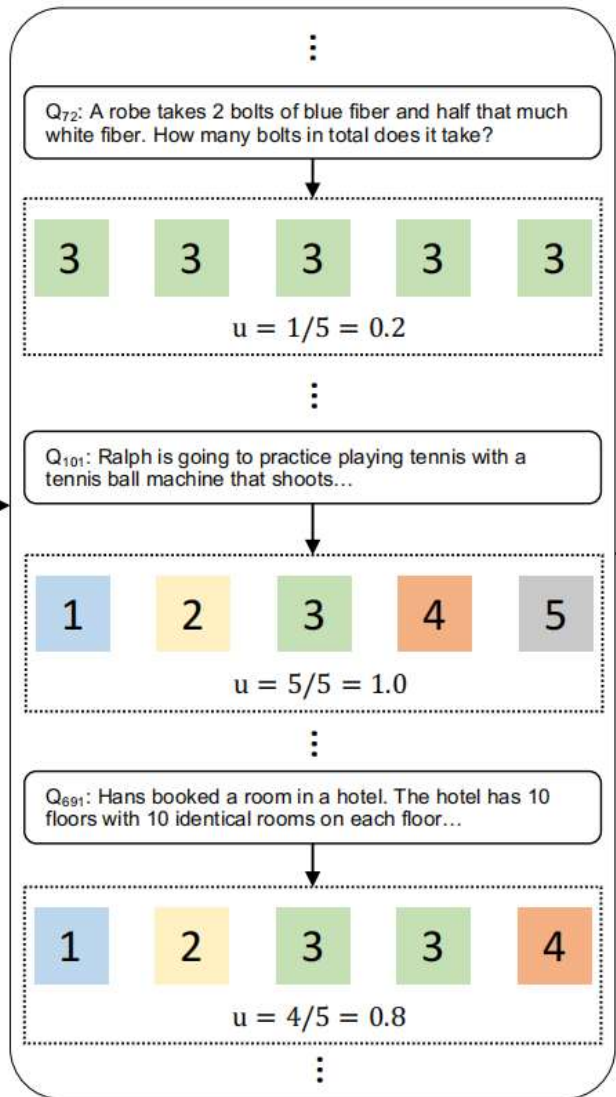 ⋮
Q₇₂: A robe takes 2 bolts of blue fiber and half that much
white fiber. How many bolts in total does it take?
3 3 3 3 3
u = 1/5 = 0.2
⋮
Q₁₀₁: Ralph is going to practice playing tennis with a
tennis ball machine that shoots…
1 2 3 4 5
u = 5/5 = 1.0
⋮
Q₆₉₁: Hans booked a room in a hotel. The hotel has 10
floors with 10 identical rooms on each floor…
1 2 3 3 4
u = 4/5 = 0.8
⋮